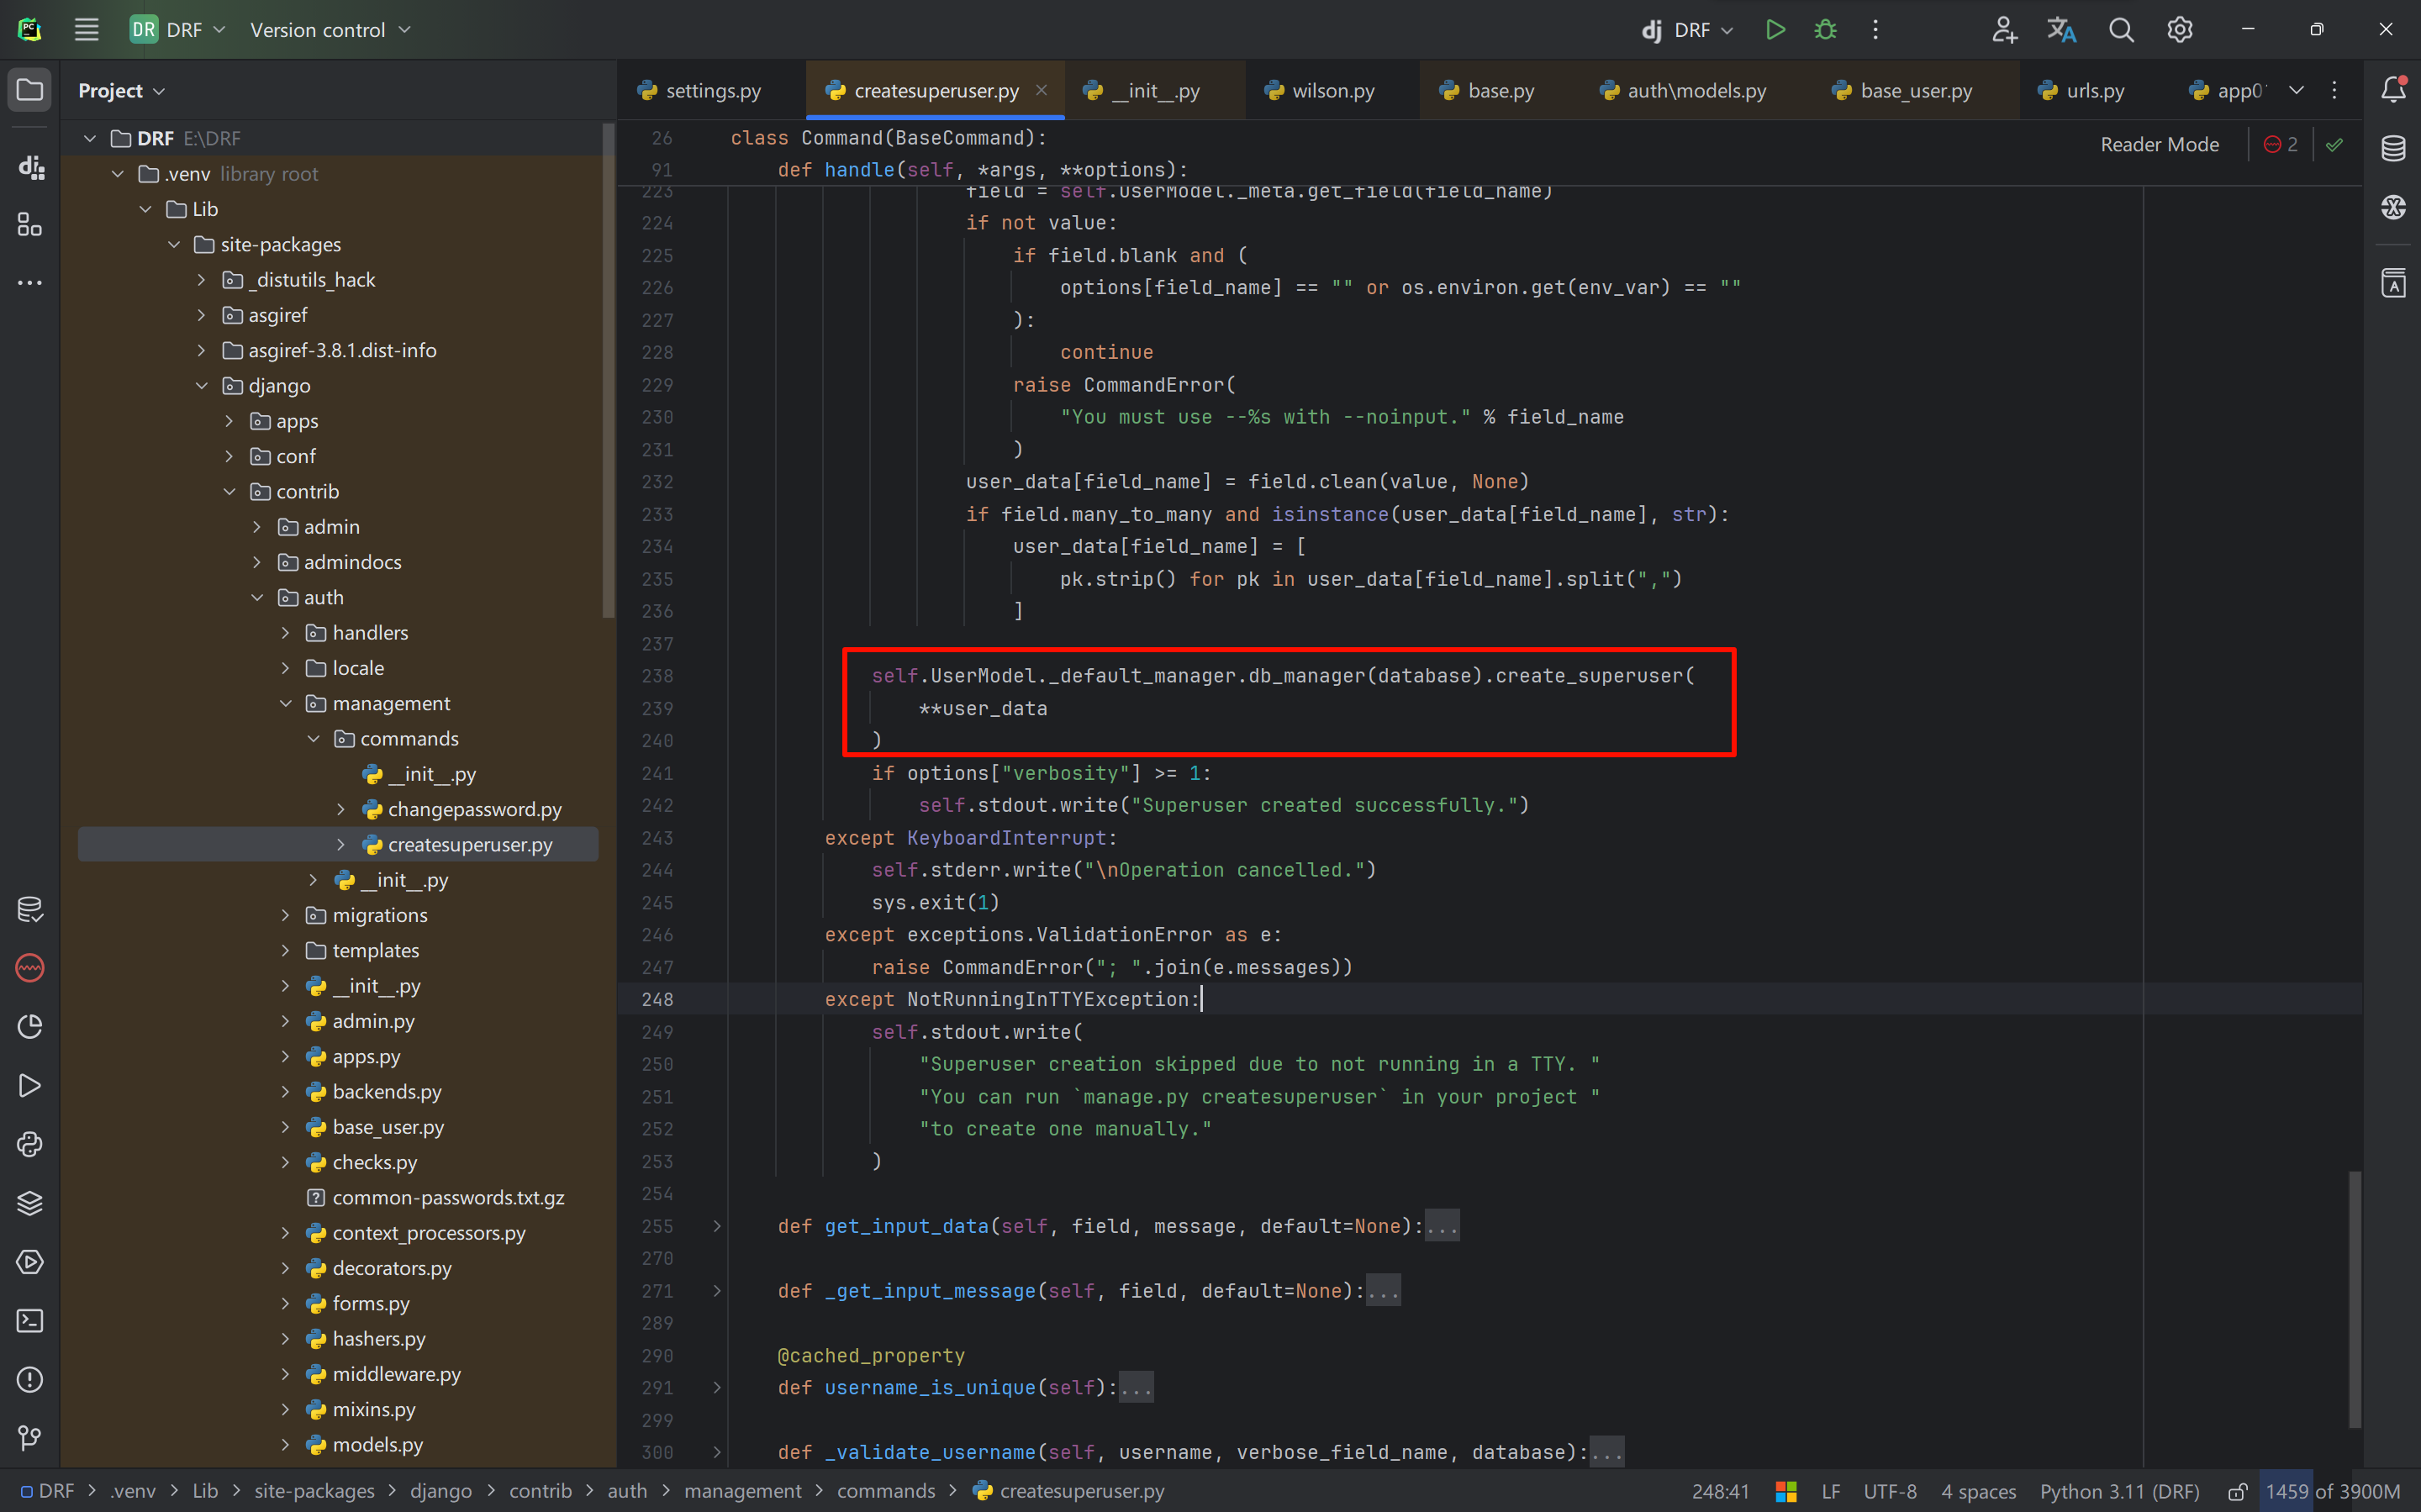 DR DRF Version control
dj DRF
Project
settings.py createsuperuser.py __init__.py wilson.py base.py auth\models.py base_user.py urls.py app0
Reader Mode 2
DRF E:\DRF
.venv library root
Lib
site-packages
_distutils_hack
asgiref
asgiref-3.8.1.dist-info
django
apps
conf
contrib
admin
admindocs
auth
handlers
locale
management
commands
__init__.py
changepassword.py
createsuperuser.py
__init__.py
migrations
templates
__init__.py
admin.py
apps.py
backends.py
base_user.py
checks.py
common-passwords.txt.gz
context_processors.py
decorators.py
forms.py
hashers.py
middleware.py
mixins.py
models.py
26 class Command(BaseCommand):
91 def handle(self, *args, **options):
223 field = self.UserModel._meta.get_field(field_name)
224 if not value:
225 if field.blank and (
226 options[field_name] == "" or os.environ.get(env_var) == ""
227 ):
228 continue
229 raise CommandError(
230 "You must use --%s with --noinput." % field_name
231 )
232 user_data[field_name] = field.clean(value, None)
233 if field.many_to_many and isinstance(user_data[field_name], str):
234 user_data[field_name] = [
235 pk.strip() for pk in user_data[field_name].split(",")
236 ]
237
238 self.UserModel._default_manager.db_manager(database).create_superuser(
239 **user_data
240 )
241 if options["verbosity"] >= 1:
242 self.stdout.write("Superuser created successfully.")
243 except KeyboardInterrupt:
244 self.stderr.write("\nOperation cancelled.")
245 sys.exit(1)
246 except exceptions.ValidationError as e:
247 raise CommandError("; ".join(e.messages))
248 except NotRunningInTTYException:
249 self.stdout.write(
250 "Superuser creation skipped due to not running in a TTY. "
251 "You can run `manage.py createsuperuser` in your project "
252 "to create one manually."
253 )
254
255 def get_input_data(self, field, message, default=None):...
270
271 def _get_input_message(self, field, default=None):...
289
290 @cached_property
291 def username_is_unique(self):...
299
300 def _validate_username(self, username, verbose_field_name, database):...
DRF > .venv > Lib > site-packages > django > contrib > auth > management > commands > createsuperuser.py
248:41 LF UTF-8 4 spaces Python 3.11 (DRF) 1459 of 3900M